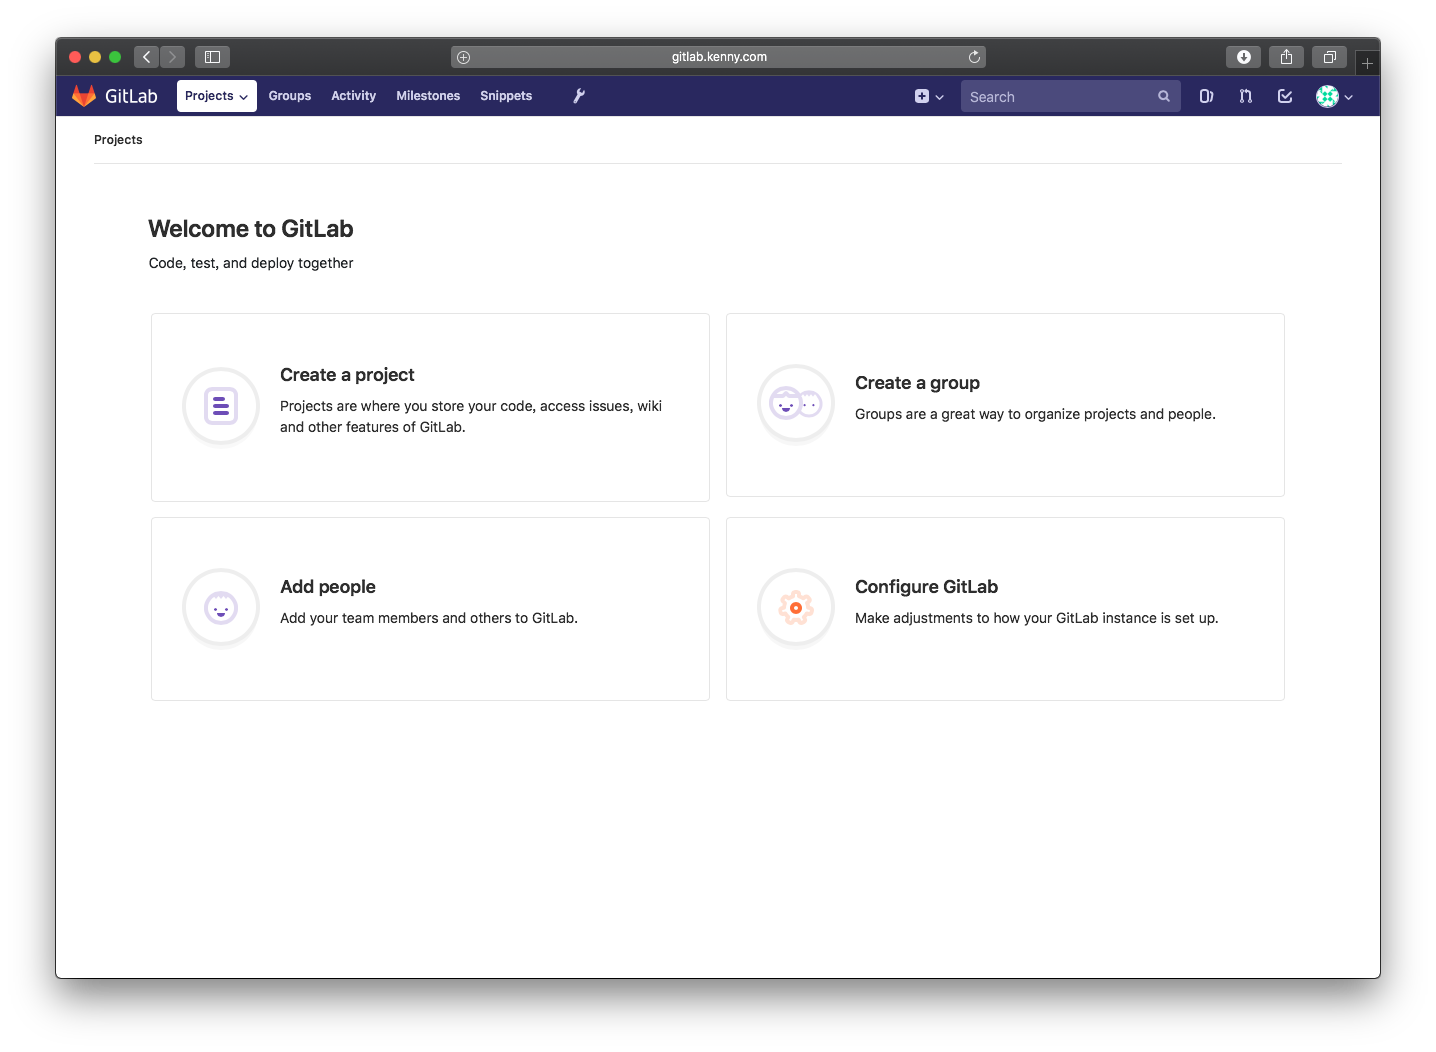 gitlab.kenny.com
GitLab Projects Groups Activity Milestones Snippets Search
Projects
Welcome to GitLab
Code, test, and deploy together
Create a project
Projects are where you store your code, access issues, wiki
and other features of GitLab.
Create a group
Groups are a great way to organize projects and people.
Add people
Add your team members and others to GitLab.
Configure GitLab
Make adjustments to how your GitLab instance is set up.